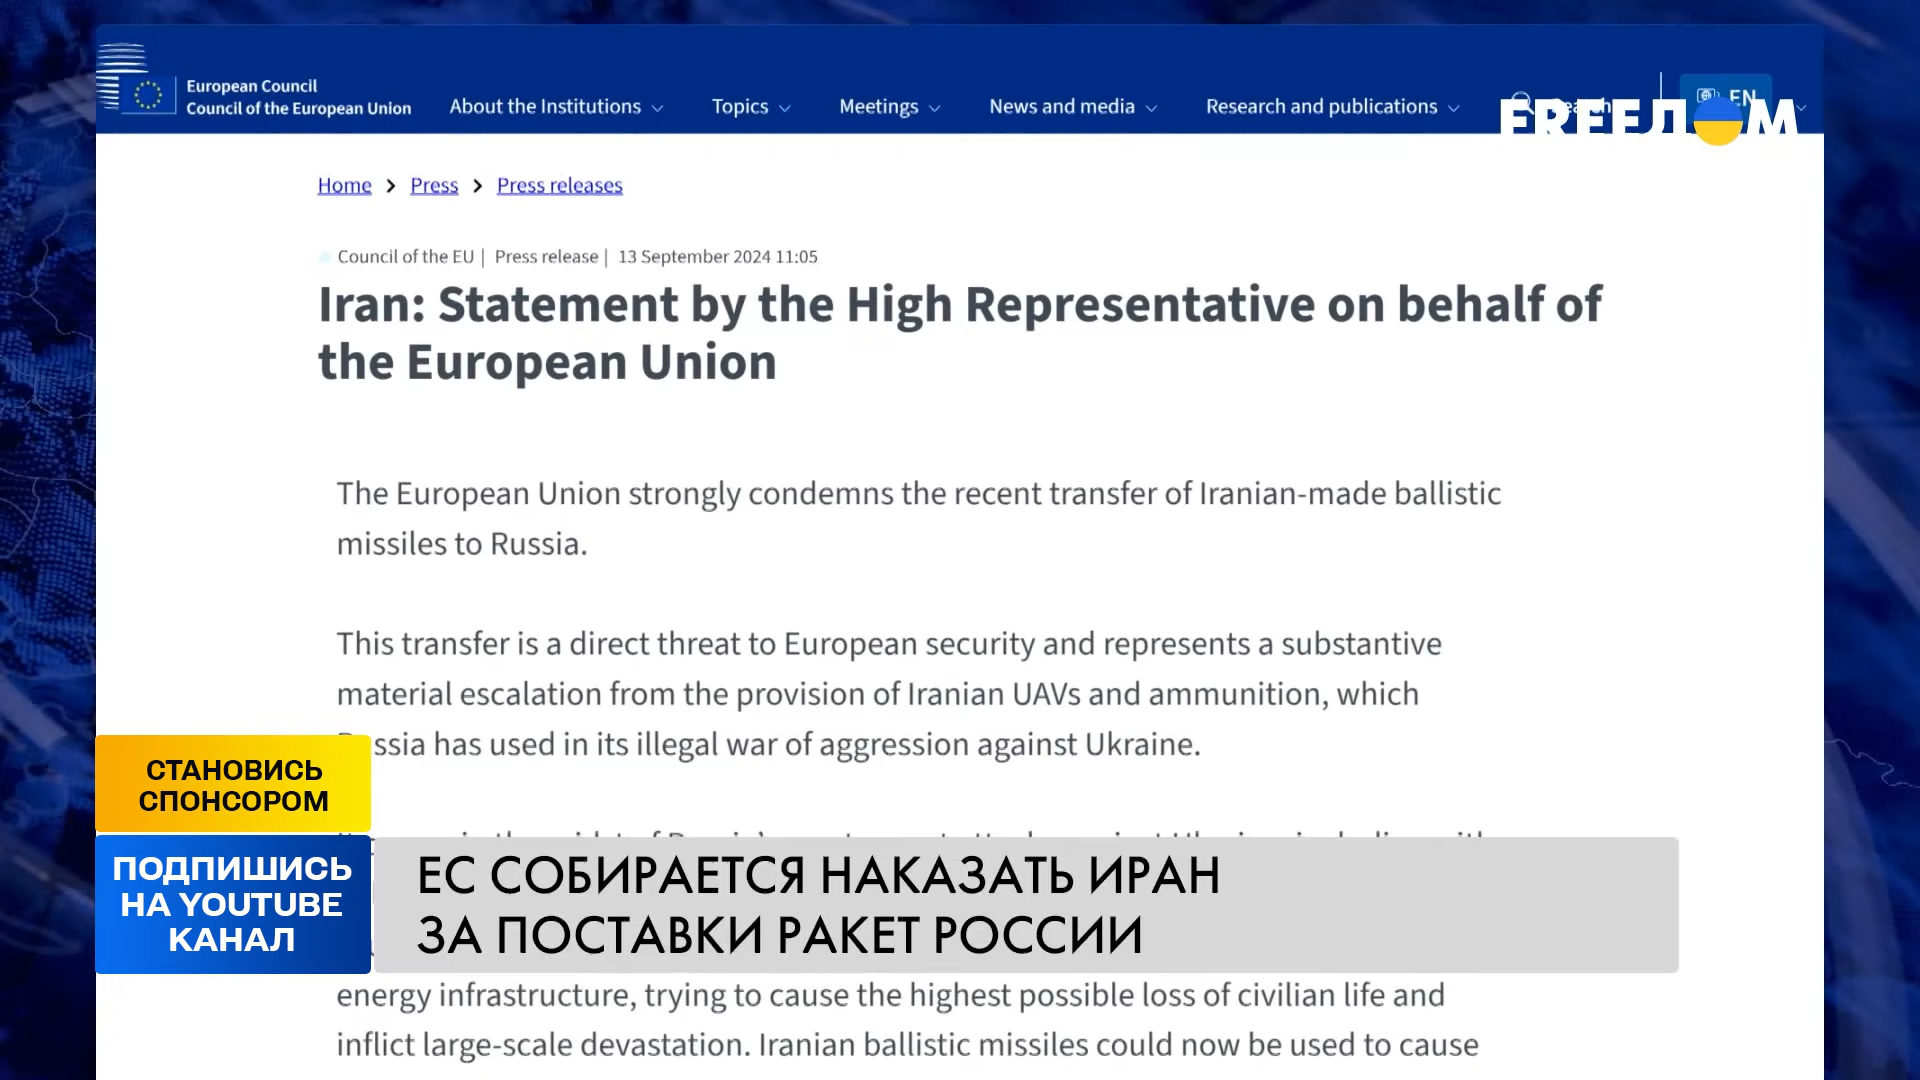 European Council
Council of the European Union
About the Institutions
Topics
Meetings
News and media
Research and publications
EN
FREEДOM
Home > Press > Press releases
Council of the EU | Press release | 13 September 2024 11:05
Iran: Statement by the High Representative on behalf of
the European Union
The European Union strongly condemns the recent transfer of Iranian-made ballistic
missiles to Russia.
This transfer is a direct threat to European security and represents a substantive
material escalation from the provision of Iranian UAVs and ammunition, which
Russia has used in its illegal war of aggression against Ukraine.
СТАНОВИСЬ
СПОНСОРОМ
ПОДПИШИСЬ
НА YOUTUBE
КАНАЛ
ЕС СОБИРАЕТСЯ НАКАЗАТЬ ИРАН
ЗА ПОСТАВКИ РАКЕТ РОССИИ
energy infrastructure, trying to cause the highest possible loss of civilian life and
inflict large-scale devastation. Iranian ballistic missiles could now be used to cause